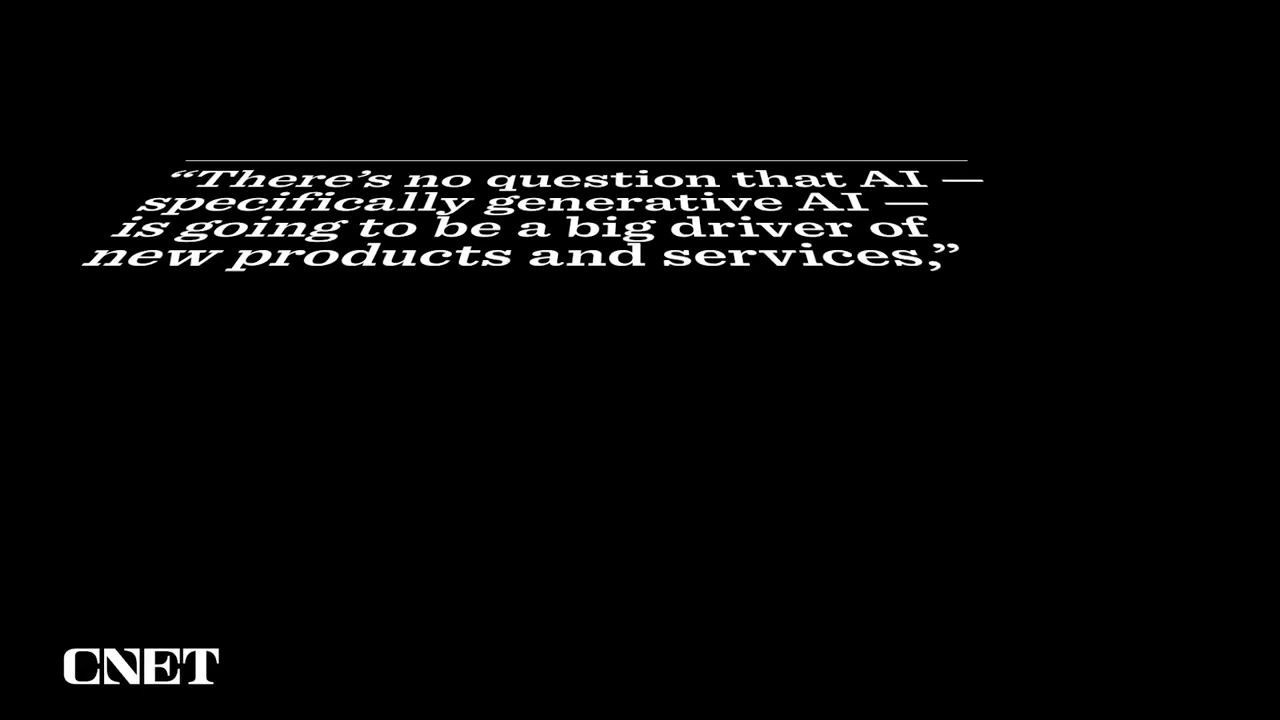 “There’s no question that AI —
specifically generative AI —
is going to be a big driver of
new products and services,”
CNET